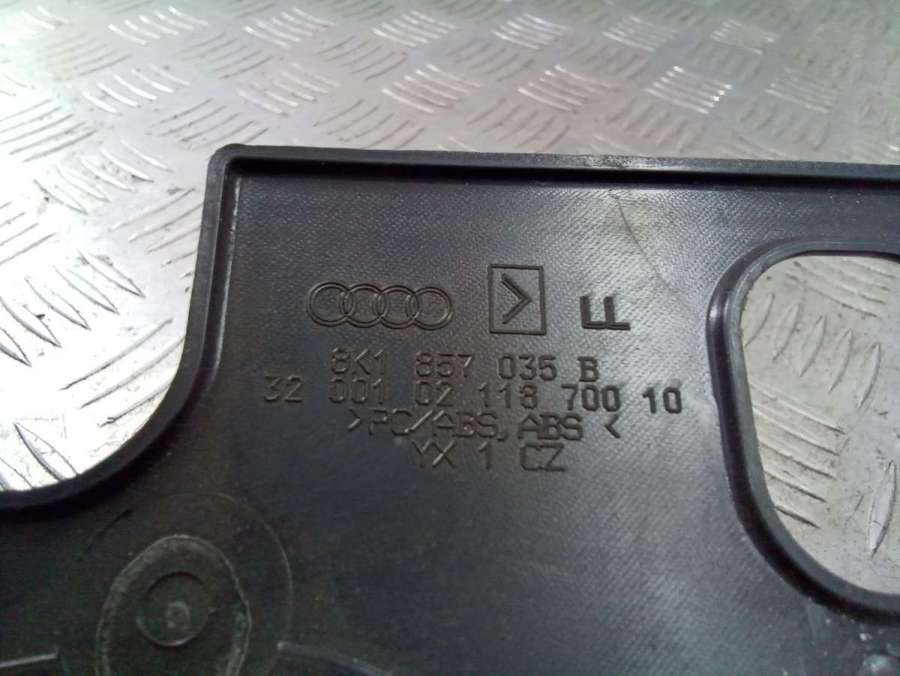 F
8K1 857 035 B
32 001 02 118 700 10
>PC/ABS, ABS<
YX 1 CZ